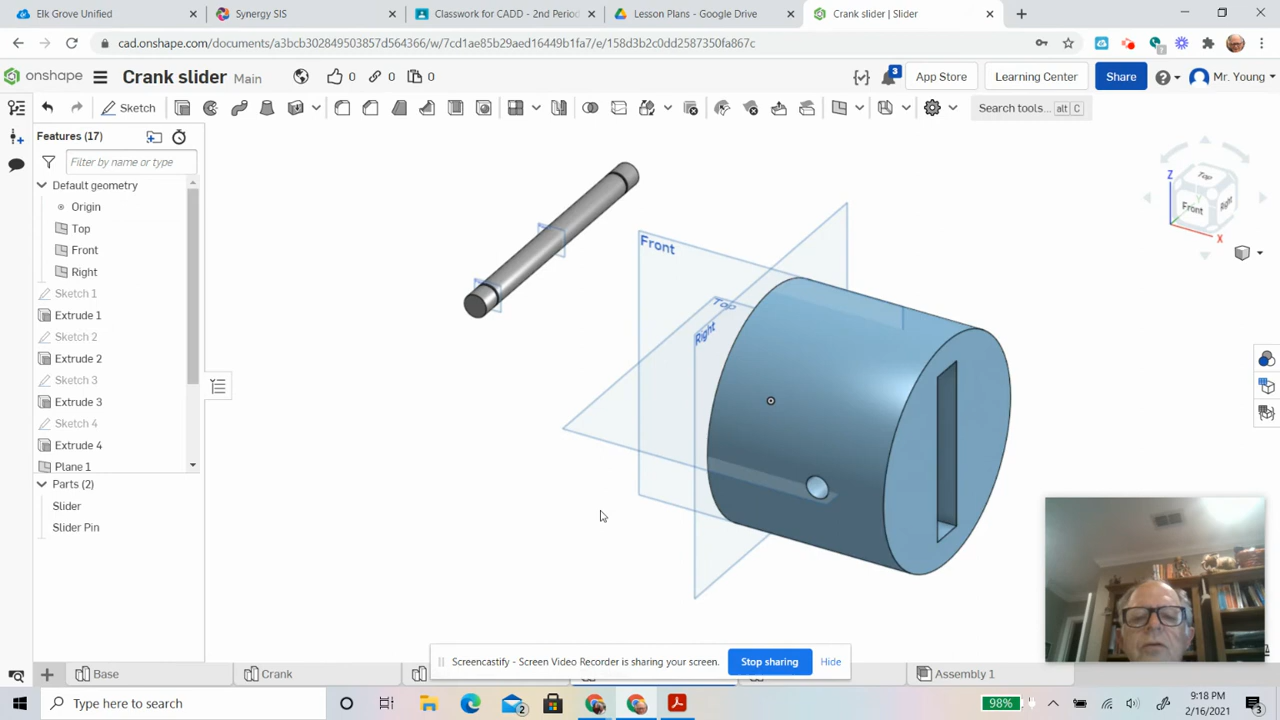 Elk Grove Unified
Synergy SIS
Classwork for CADD - 2nd Period
Lesson Plans - Google Drive
Crank slider | Slider
cad.onshape.com/documents/a3bcb302849503857d564366/w/7cd1ae85b29aed16449b1fa7/e/158d3b2c0dd2587350fa867c
onshape
Crank slider Main
0
0
0
3
App Store
Learning Center
Share
Mr. Young
Sketch
Search tools...
alt C
Features (17)
Filter by name or type
Default geometry
Origin
Top
Front
Right
Sketch 1
Extrude 1
Sketch 2
Extrude 2
Sketch 3
Extrude 3
Sketch 4
Extrude 4
Plane 1
Parts (2)
Slider
Slider Pin
Front
Top
Right
Top
Front
Right
Z
X
Screencastify - Screen Video Recorder is sharing your screen.
Stop sharing
Hide
Base
Crank
Assembly 1
Type here to search
2
98%
9:18 PM
2/16/2021
3